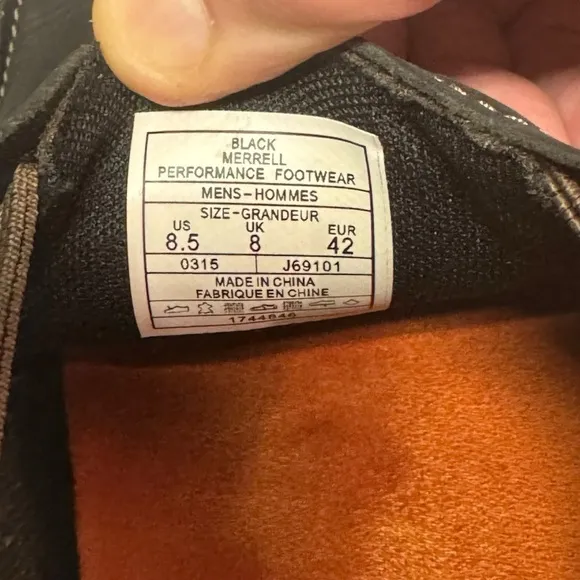 BLACK
MERRELL
PERFORMANCE FOOTWEAR
MENS-HOMMES
SIZE-GRANDEUR
US UK EUR
8.5 8 42
0315 J69101
MADE IN CHINA
FABRIQUE EN CHINE